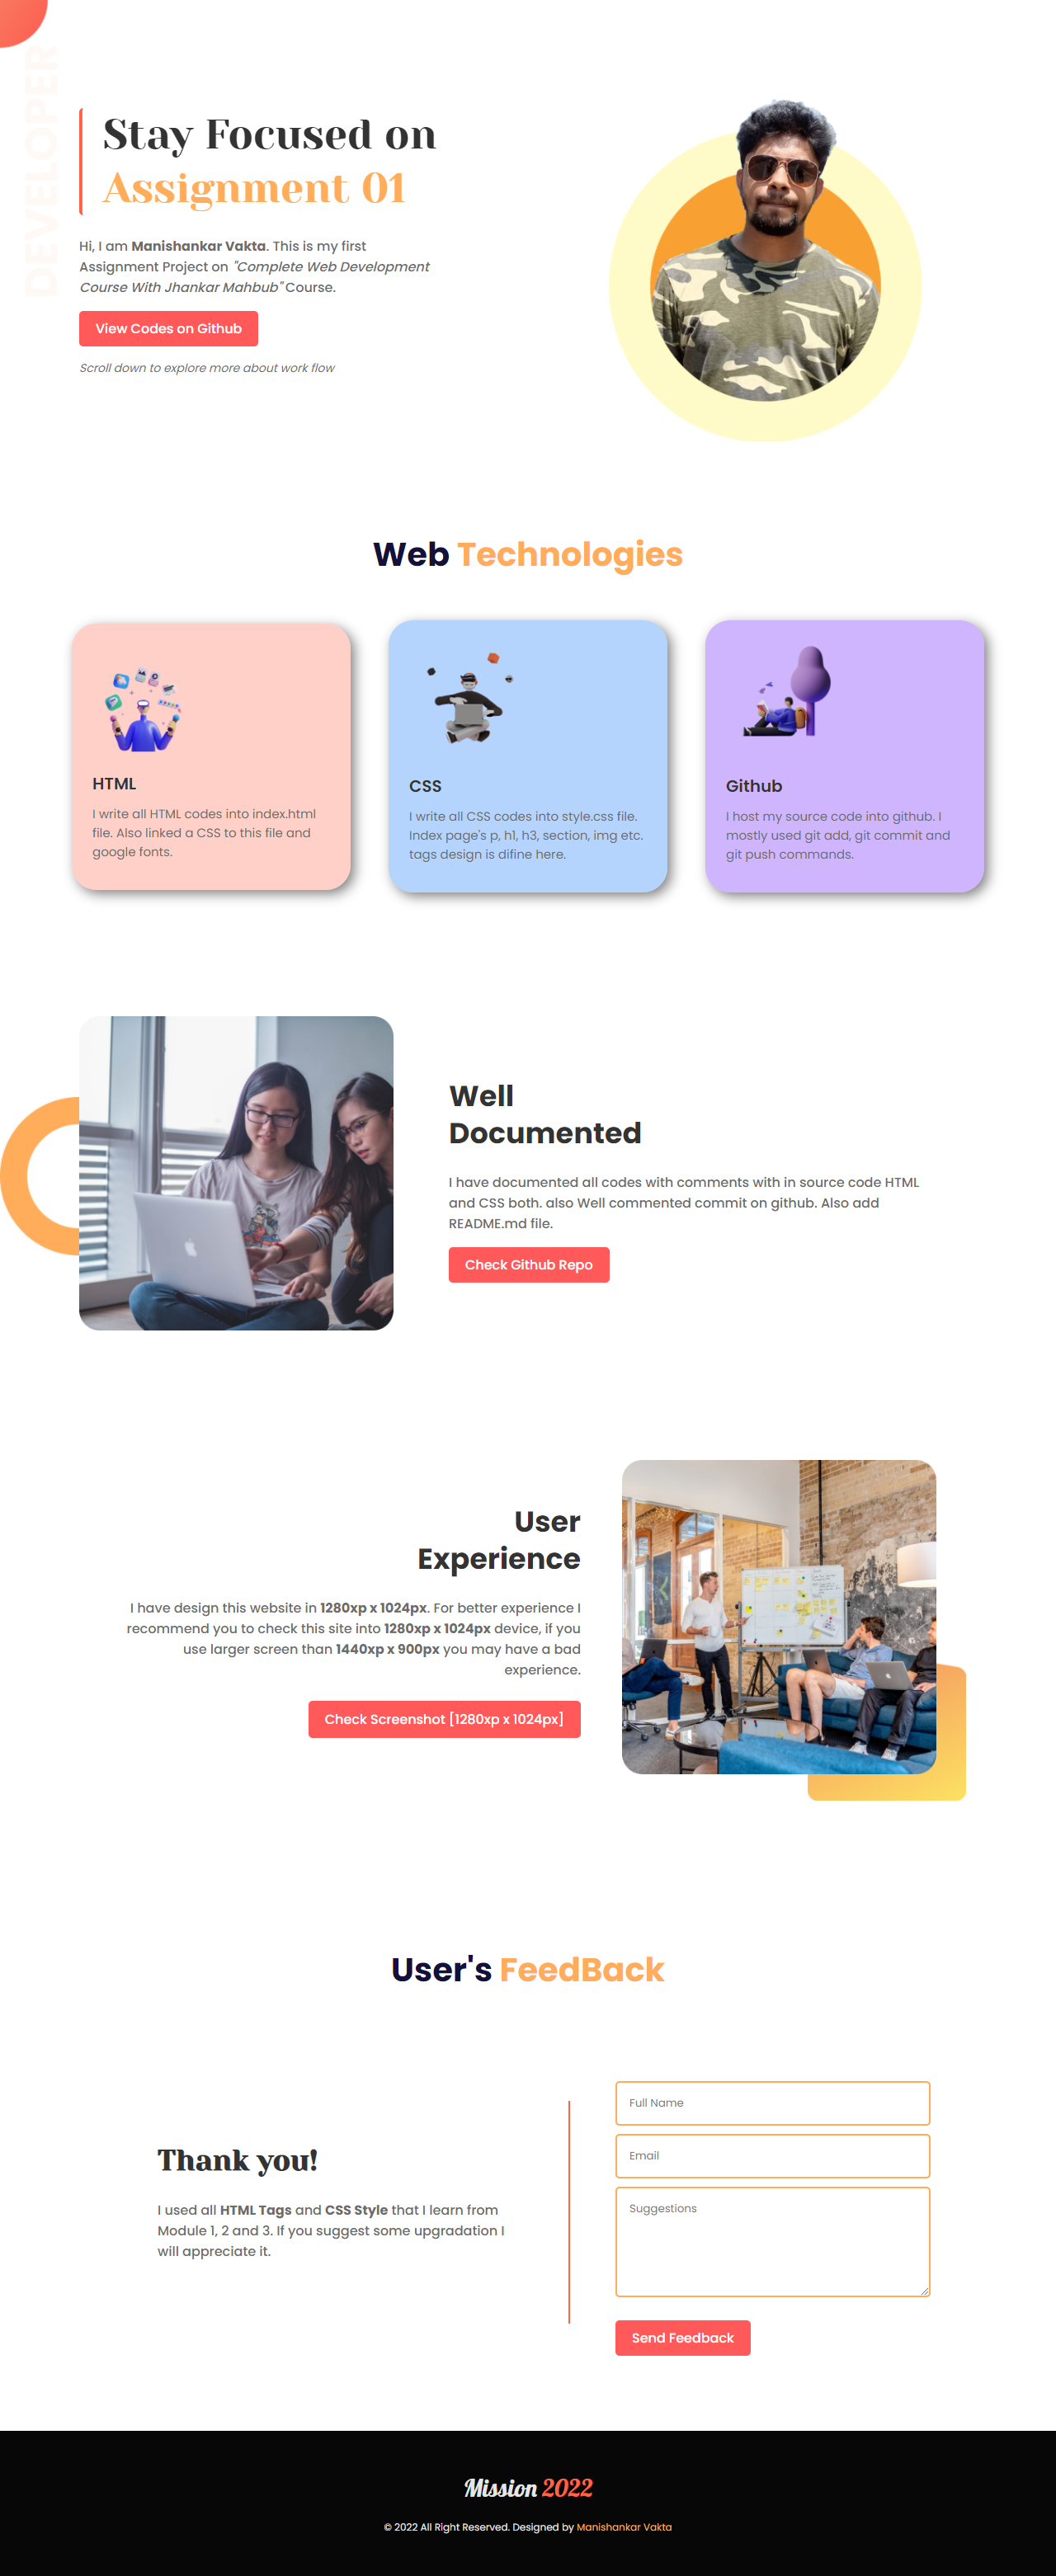 DEVELOPER
Stay Focused on
Assignment 01
Hi, I am Manishankar Vakta. This is my first
Assignment Project on "Complete Web Development
Course With Jhankar Mahbub" Course.
View Codes on Github
Scroll down to explore more about work flow
Web Technologies
HTML
I write all HTML codes into index.html
file. Also linked a CSS to this file and
google fonts.
CSS
I write all CSS codes into style.css file.
Index page's p, h1, h3, section, img etc.
tags design is difine here.
Github
I host my source code into github. I
mostly used git add, git commit and
git push commands.
Well
Documented
I have documented all codes with comments with in source code HTML
and CSS both. also Well commented commit on github. Also add
README.md file.
Check Github Repo
User
Experience
I have design this website in 1280xp x 1024px. For better experience I
recommend you to check this site into 1280xp x 1024px device, if you
use larger screen than 1440xp x 900px you may have a bad
experience.
Check Screenshot [1280xp x 1024px]
User's FeedBack
Thank you!
I used all HTML Tags and CSS Style that I learn from
Module 1, 2 and 3. If you suggest some upgradation I
will appreciate it.
Full Name
Email
Suggestions
Send Feedback
Mission 2022
© 2022 All Right Reserved. Designed by Manishankar Vakta